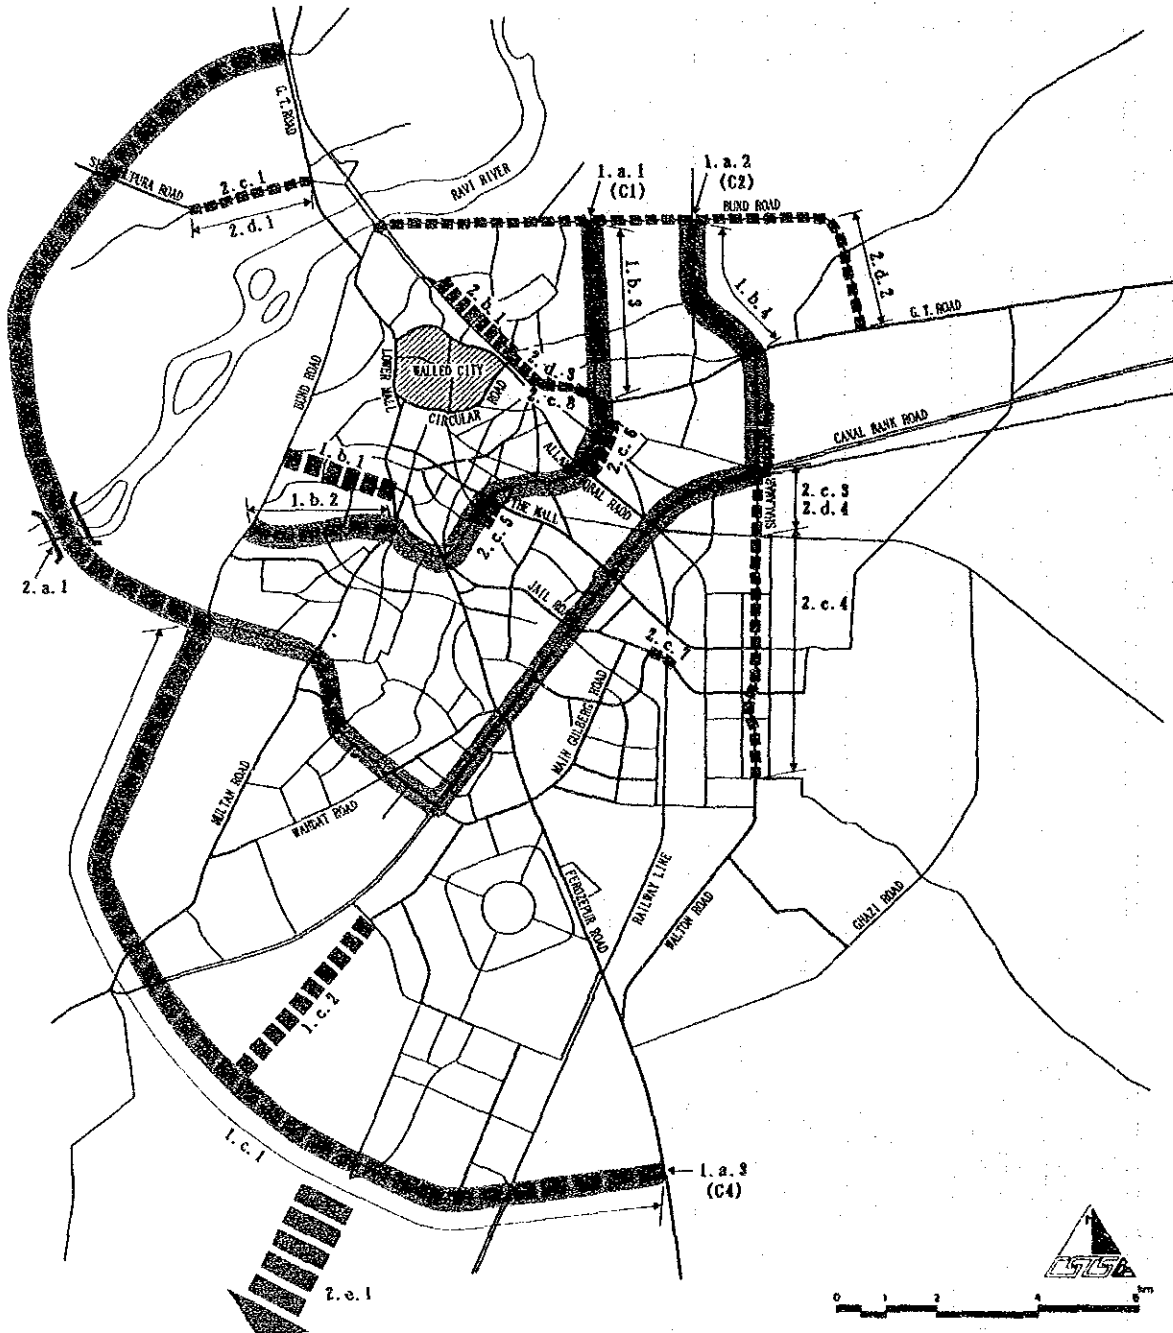 G. T. ROAD
1. a. 1
(C1)
1. a. 2
(C2)
2. c. 1
RAVI RIVER
BUND ROAD
2. d. 1
1. b. 3
2. d. 2
1. b. 4
2. b. 1
G. T. ROAD
2. d. 3
WALLED CITY
LOWER MALL
BUND ROAD
2. c. 8
CIRCULAR ROAD
CANAL BANK ROAD
2. c. 6
1. b. 1
1. b. 2
THE MALL
2. c. 3
2. d. 4
2. c. 5
2. a. 1
JAIL
2. c. 4
2. c. 7
MAIN GULBERG ROAD
MULTAN ROAD
WAHDAT ROAD
FEROZEPUR ROAD
RAILWAY LINE
WALTON ROAD
GHAZI ROAD
1. c. 2
1. c. 1
1. a. 3
(C4)
2. e. 1
km
0 1 2 4 6